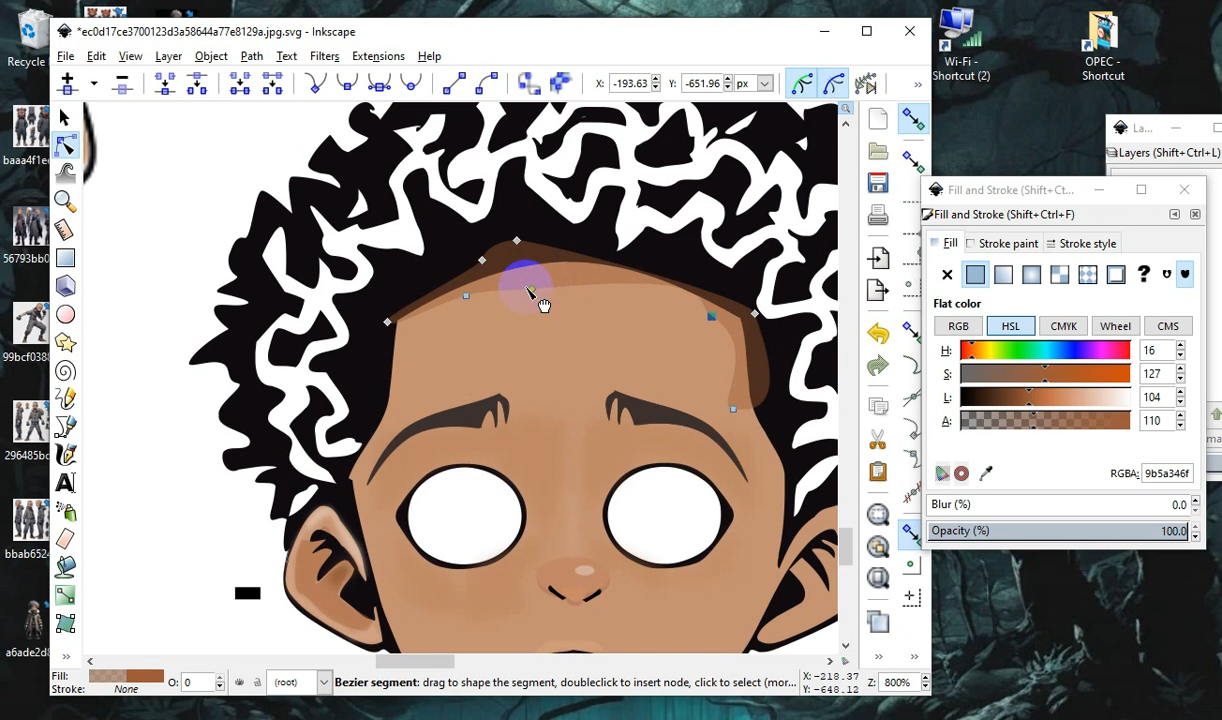 Recycle
baaa4f1e
56793bb0
99bcf038
296485b
bbab652
a6ade2d8
*ec0d17ce3700123d3a58644a77e8129a.jpg.svg - Inkscape
File Edit View Layer Object Path Text Filters Extensions Help
X: -193.63 Y: -651.96 px
Wi-Fi -
Shortcut (2)
OPEC -
Shortcut
La...
Layers (Shift+Ctrl+L)
Fill and Stroke (Shift+Ct...
Fill and Stroke (Shift+Ctrl+F)
Fill Stroke paint Stroke style
Flat color
RGB HSL CMYK Wheel CMS
H: 16
S: 127
L: 104
A: 110
RGBA: 9b5a346f
Blur (%) 0.0
Opacity (%) 100.0
Fill:
Stroke: None
O: 0
(root)
Bezier segment: drag to shape the segment, doubleclick to insert node, click to select (mor...
X: -218.37
Y: -648.12
Z: 800%